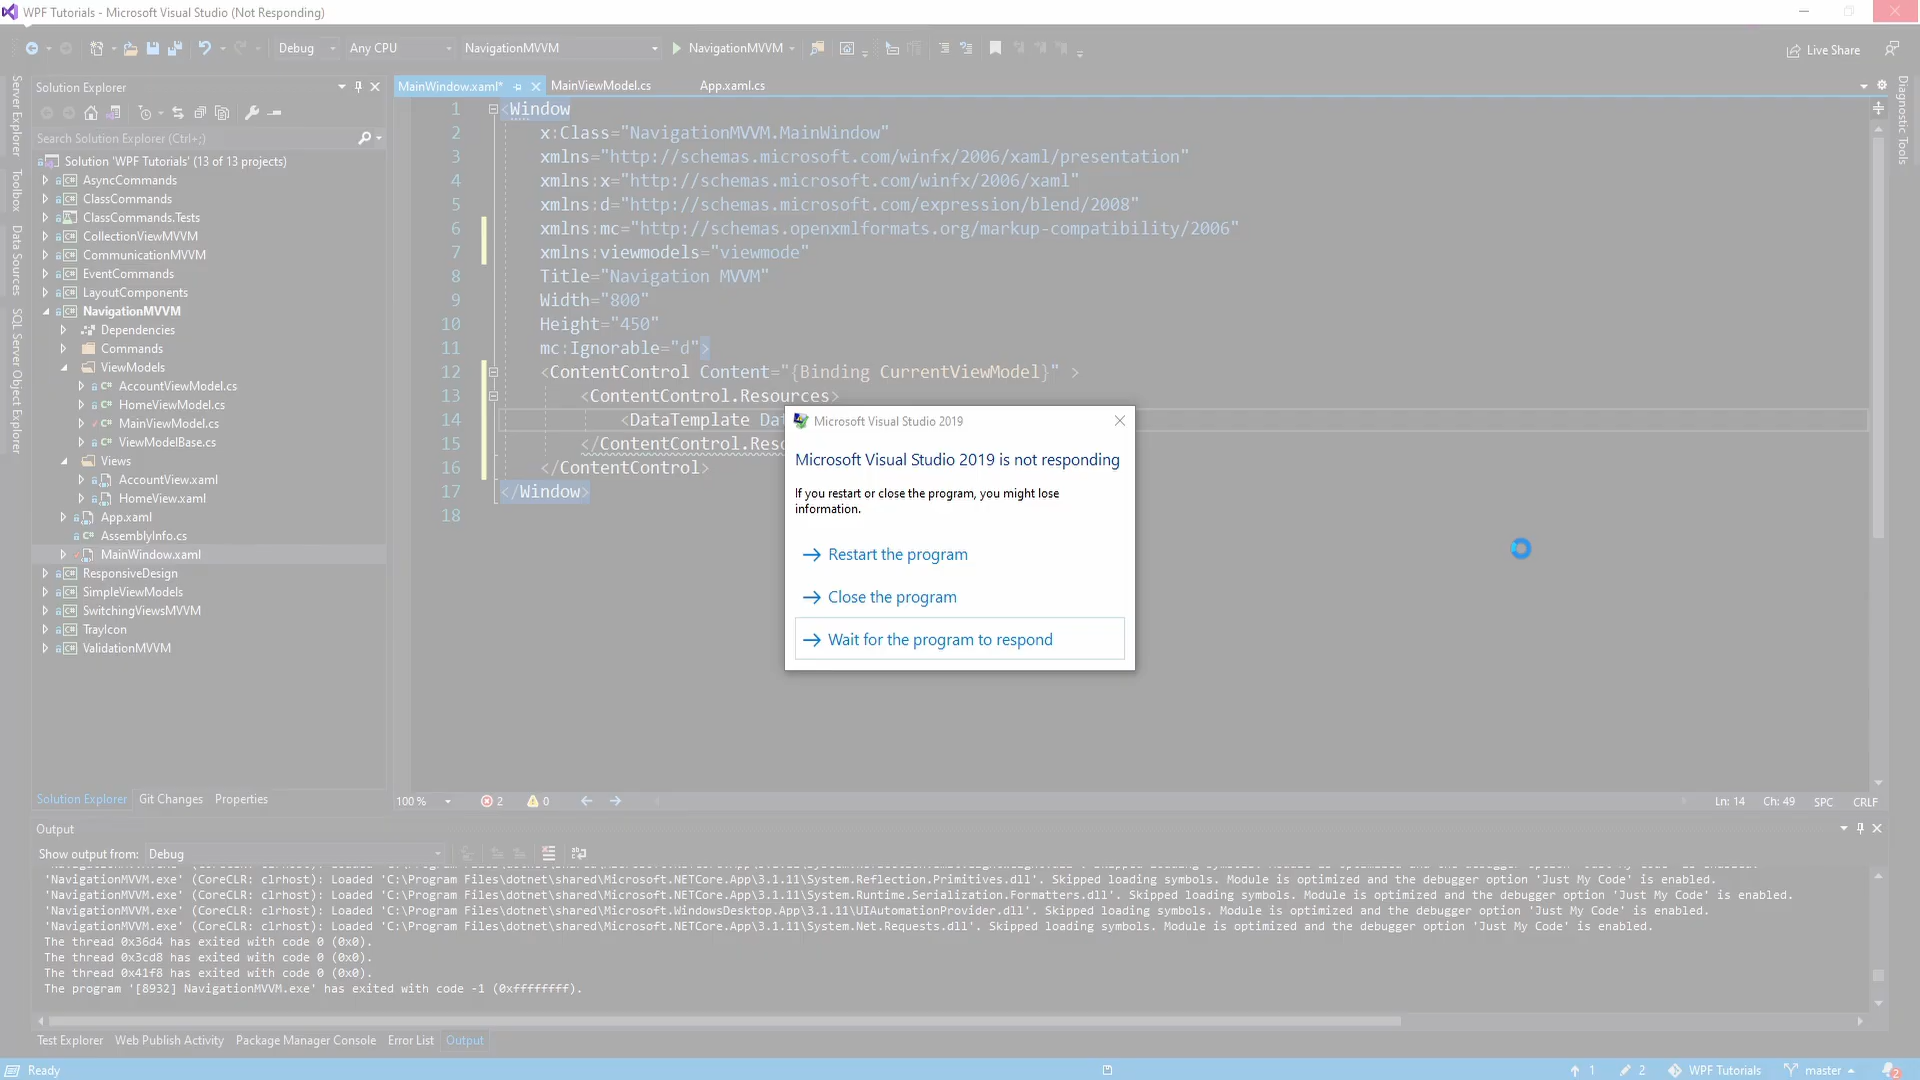 WPF Tutorials - Microsoft Visual Studio (Not Responding)
Debug Any CPU NavigationMVVM NavigationMVVM Live Share
Server Explorer
Toolbox
Data Sources
SQL Server Object Explorer
Solution Explorer
Search Solution Explorer (Ctrl+;)
Solution 'WPF Tutorials' (13 of 13 projects)
AsyncCommands
ClassCommands
ClassCommands.Tests
CollectionViewMVVM
CommunicationMVVM
EventCommands
LayoutComponents
NavigationMVVM
Dependencies
Commands
ViewModels
AccountViewModel.cs
HomeViewModel.cs
MainViewModel.cs
ViewModelBase.cs
Views
AccountView.xaml
HomeView.xaml
App.xaml
AssemblyInfo.cs
MainWindow.xaml
ResponsiveDesign
SimpleViewModels
SwitchingViewsMVVM
TrayIcon
ValidationMVVM
Solution Explorer Git Changes Properties
MainWindow.xaml* MainViewModel.cs App.xaml.cs
1 <Window
2 x:Class="NavigationMVVM.MainWindow"
3 xmlns="http://schemas.microsoft.com/winfx/2006/xaml/presentation"
4 xmlns:x="http://schemas.microsoft.com/winfx/2006/xaml"
5 xmlns:d="http://schemas.microsoft.com/expression/blend/2008"
6 xmlns:mc="http://schemas.openxmlformats.org/markup-compatibility/2006"
7 xmlns:viewmodels="viewmode"
8 Title="Navigation MVVM"
9 Width="800"
10 Height="450"
11 mc:Ignorable="d">
12 <ContentControl Content="{Binding CurrentViewModel}" >
13 <ContentControl.Resources>
14 <DataTemplate Dat
15 </ContentControl.Reso
16 </ContentControl>
17 </Window>
18
Diagnostic Tools
Microsoft Visual Studio 2019
Microsoft Visual Studio 2019 is not responding
If you restart or close the program, you might lose
information.
Restart the program
Close the program
Wait for the program to respond
100 % 2 0 Ln: 14 Ch: 49 SPC CRLF
Output
Show output from: Debug
'NavigationMVVM.exe' (CoreCLR: clrhost): Loaded 'C:\Program Files\dotnet\shared\Microsoft.NETCore.App\3.1.11\System.Reflection.Primitives.dll'. Skipped loading symbols. Module is optimized and the debugger option 'Just My Code' is enabled.
'NavigationMVVM.exe' (CoreCLR: clrhost): Loaded 'C:\Program Files\dotnet\shared\Microsoft.NETCore.App\3.1.11\System.Runtime.Serialization.Formatters.dll'. Skipped loading symbols. Module is optimized and the debugger option 'Just My Code' is enabled.
'NavigationMVVM.exe' (CoreCLR: clrhost): Loaded 'C:\Program Files\dotnet\shared\Microsoft.WindowsDesktop.App\3.1.11\UIAutomationProvider.dll'. Skipped loading symbols. Module is optimized and the debugger option 'Just My Code' is enabled.
'NavigationMVVM.exe' (CoreCLR: clrhost): Loaded 'C:\Program Files\dotnet\shared\Microsoft.NETCore.App\3.1.11\System.Net.Requests.dll'. Skipped loading symbols. Module is optimized and the debugger option 'Just My Code' is enabled.
The thread 0x36d4 has exited with code 0 (0x0).
The thread 0x3cd8 has exited with code 0 (0x0).
The thread 0x41f8 has exited with code 0 (0x0).
The program '[8932] NavigationMVVM.exe' has exited with code -1 (0xffffffff).
Test Explorer Web Publish Activity Package Manager Console Error List Output
Ready 1 2 WPF Tutorials master 2